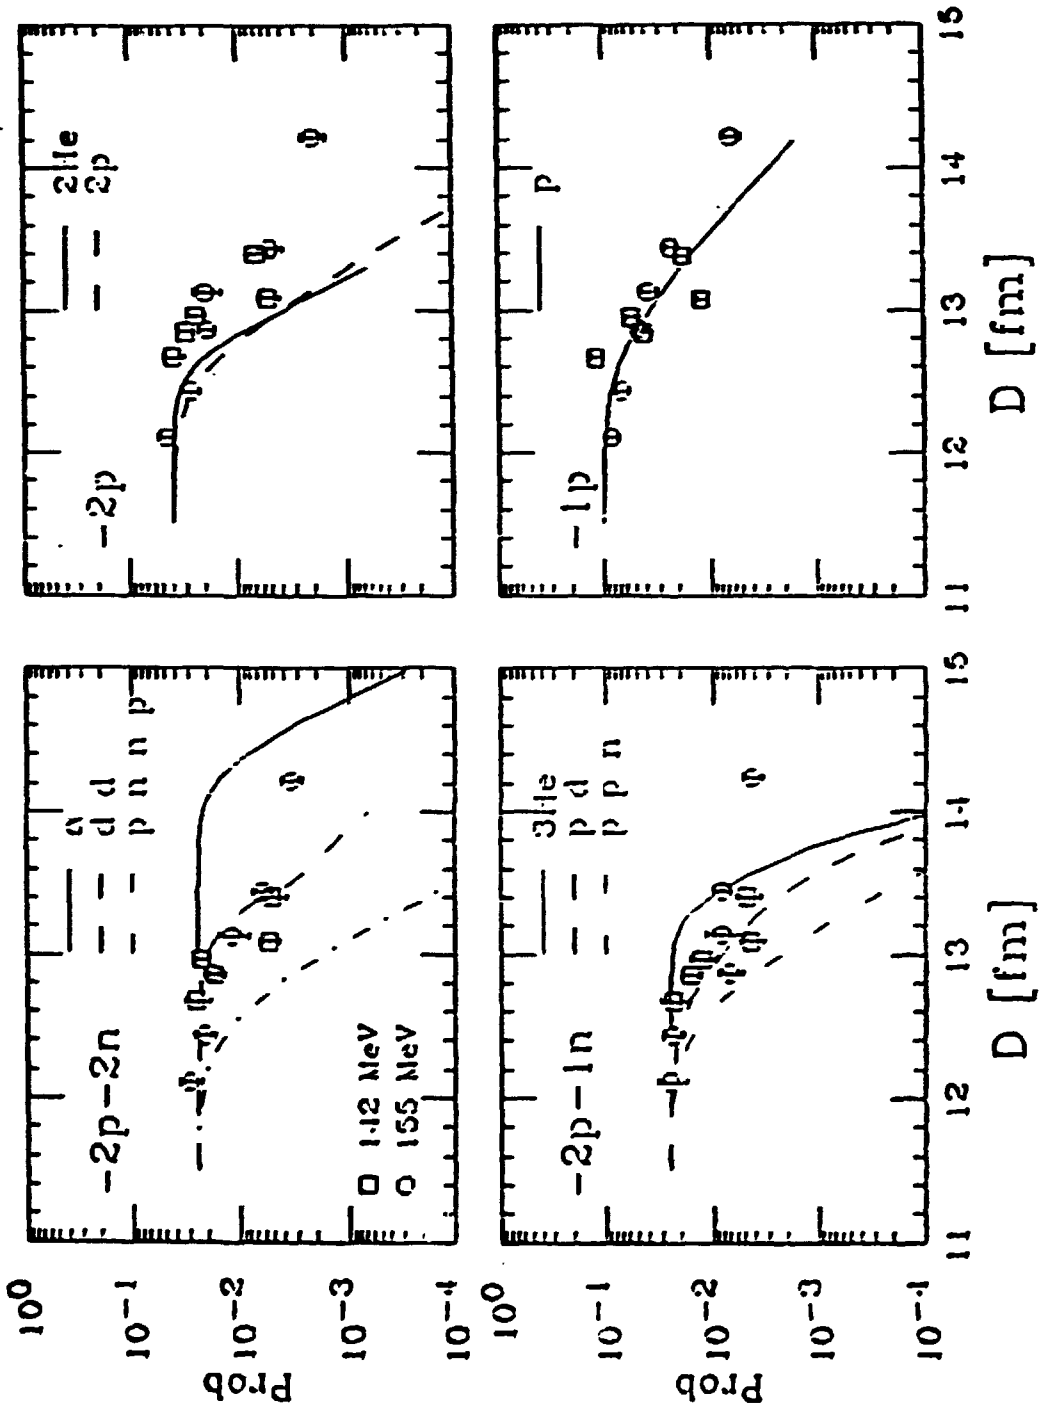 -2p-2n
α
d d
p n n p
□ 142 MeV
○ 155 MeV
10⁰
10⁻¹
10⁻²
10⁻³
10⁻⁴
Prob
-2p
2He
2p
-2p-1n
3He
p d
p p n
10⁰
10⁻¹
10⁻²
10⁻³
10⁻⁴
Prob
11 12 13 14 15
D [fm]
-1p
p
11 12 13 14 15
D [fm]